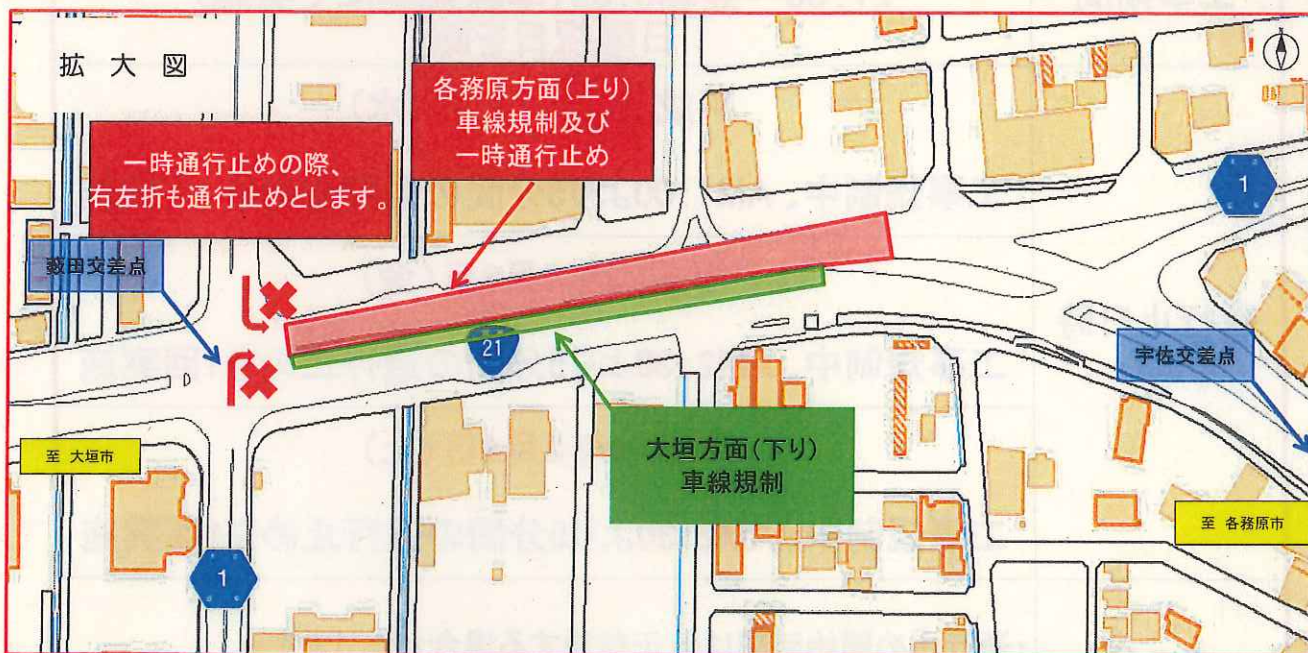 拡大図
各務原方面(上り)
車線規制及び
一時通行止め
一時通行止めの際、
右左折も通行止めとします。
1
藪田交差点
21
宇佐交差点
大垣方面(下り)
車線規制
至 大垣市
至 各務原市
1